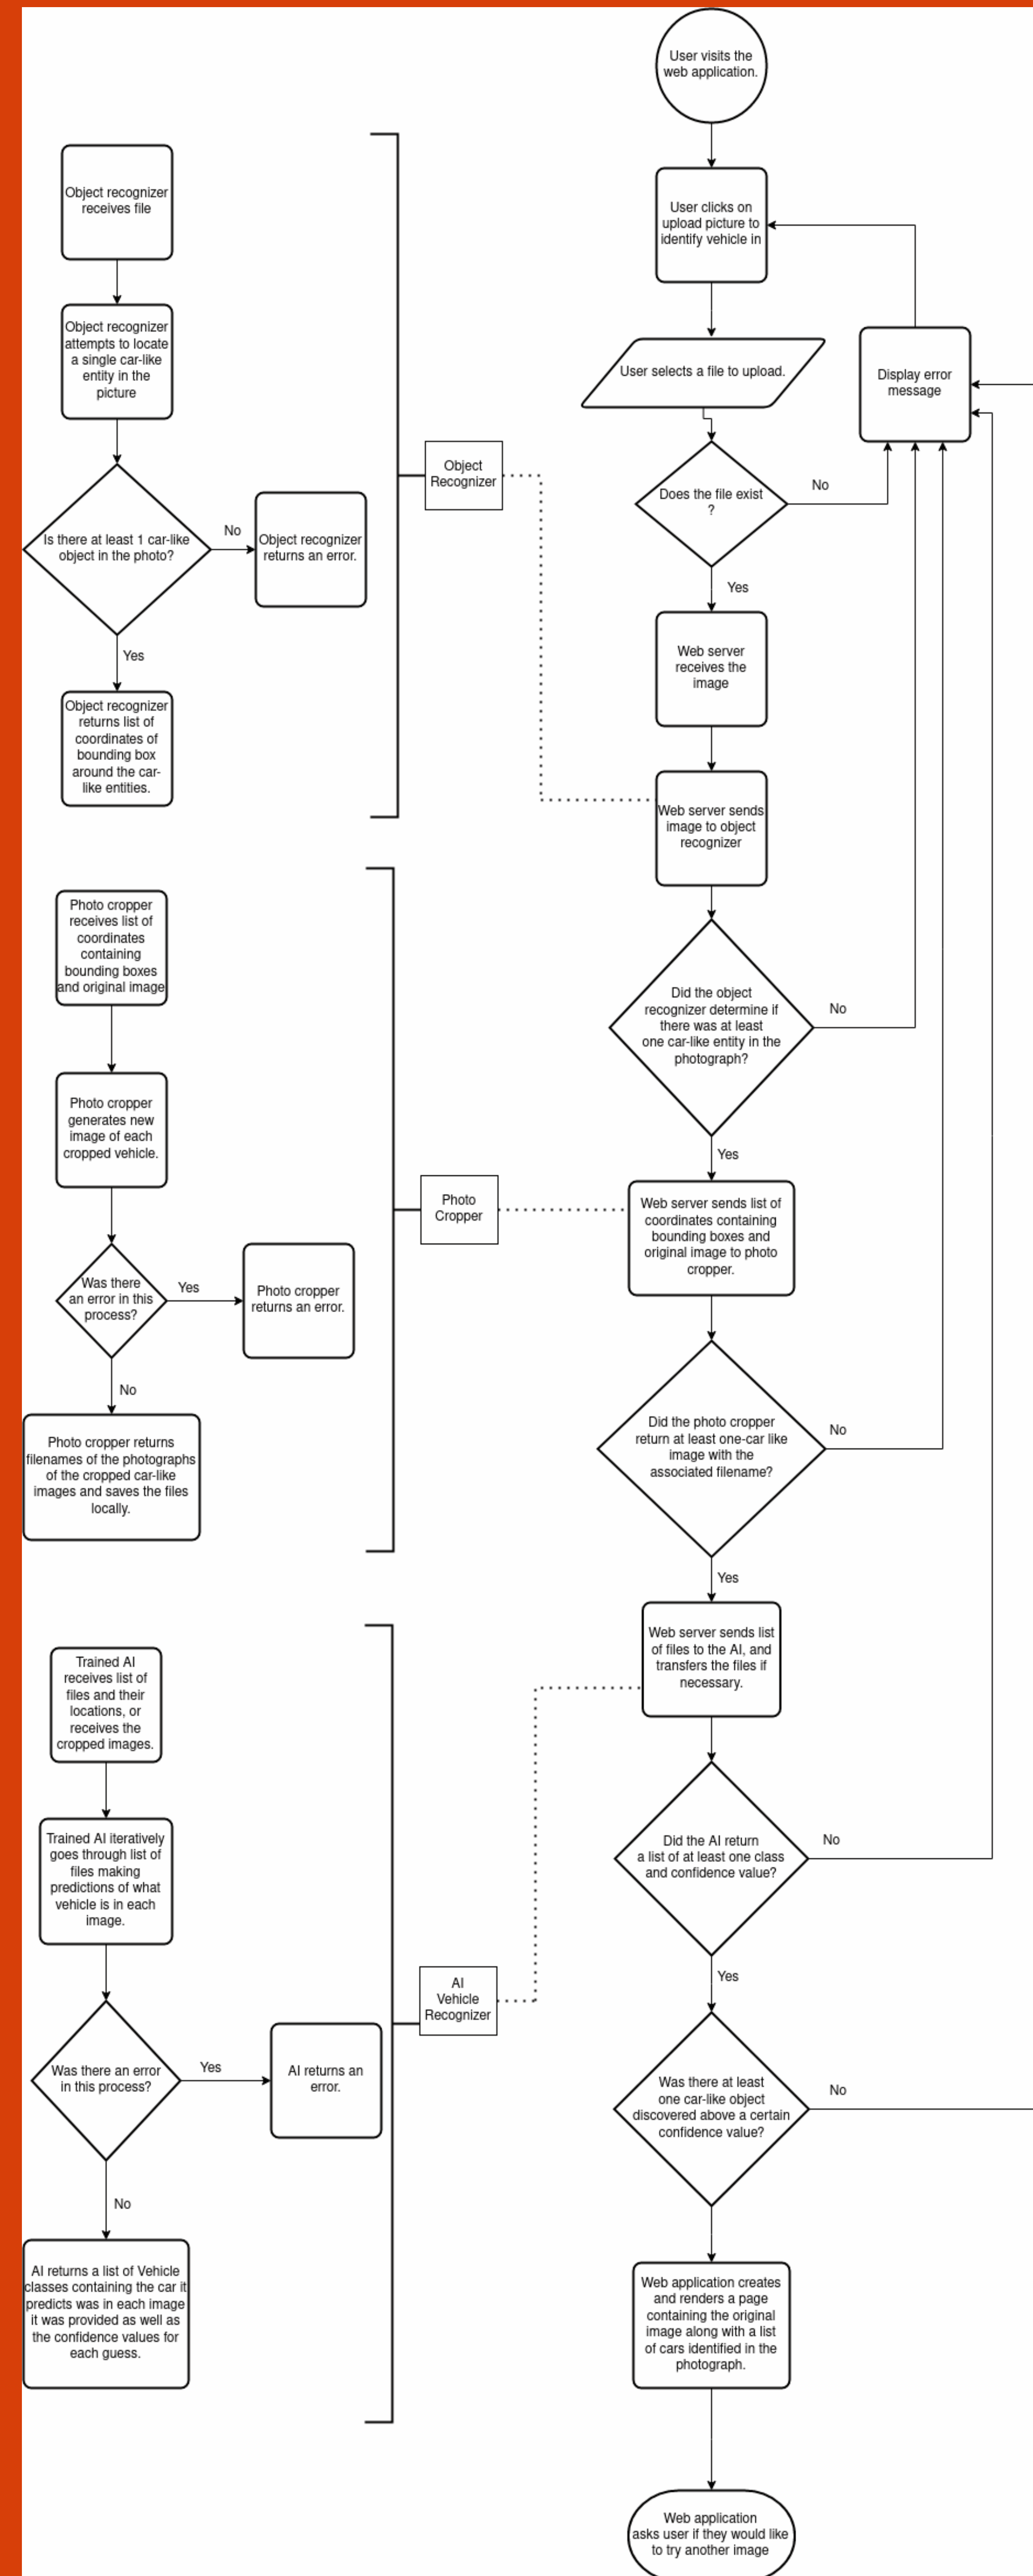 User visits the
web application.
User clicks on
upload picture to
identify vehicle in
User selects a file to upload.
Display error
message
Does the file exist
?
No
Yes
Web server
receives the
image
Web server sends
image to object
recognizer
Did the object
recognizer determine if
there was at least
one car-like entity in the
photograph?
No
Yes
Web server sends list of
coordinates containing
bounding boxes and
original image to photo
cropper.
Did the photo cropper
return at least one-car like
image with the
associated filename?
No
Yes
Web server sends list
of files to the AI, and
transfers the files if
necessary.
Did the AI return
a list of at least one class
and confidence value?
No
Yes
Was there at least
one car-like object
discovered above a certain
confidence value?
No
Web application creates
and renders a page
containing the original
image along with a list
of cars identified in the
photograph.
Web application
asks user if they would like
to try another image
Object
Recognizer
Object recognizer
receives file
Object recognizer
attempts to locate
a single car-like
entity in the
picture
Is there at least 1 car-like
object in the photo?
No
Object recognizer
returns an error.
Yes
Object recognizer
returns list of
coordinates of
bounding box
around the car-
like entities.
Photo
Cropper
Photo cropper
receives list of
coordinates
containing
bounding boxes
and original image
Photo cropper
generates new
image of each
cropped vehicle.
Was there
an error in this
process?
Yes
Photo cropper
returns an error.
No
Photo cropper returns
filenames of the photographs
of the cropped car-like
images and saves the files
locally.
AI
Vehicle
Recognizer
Trained AI
receives list of
files and their
locations, or
receives the
cropped images.
Trained AI iteratively
goes through list of
files making
predictions of what
vehicle is in each
image.
Was there an error
in this process?
Yes
AI returns an
error.
No
AI returns a list of Vehicle
classes containing the car it
predicts was in each image
it was provided as well as
the confidence values for
each guess.